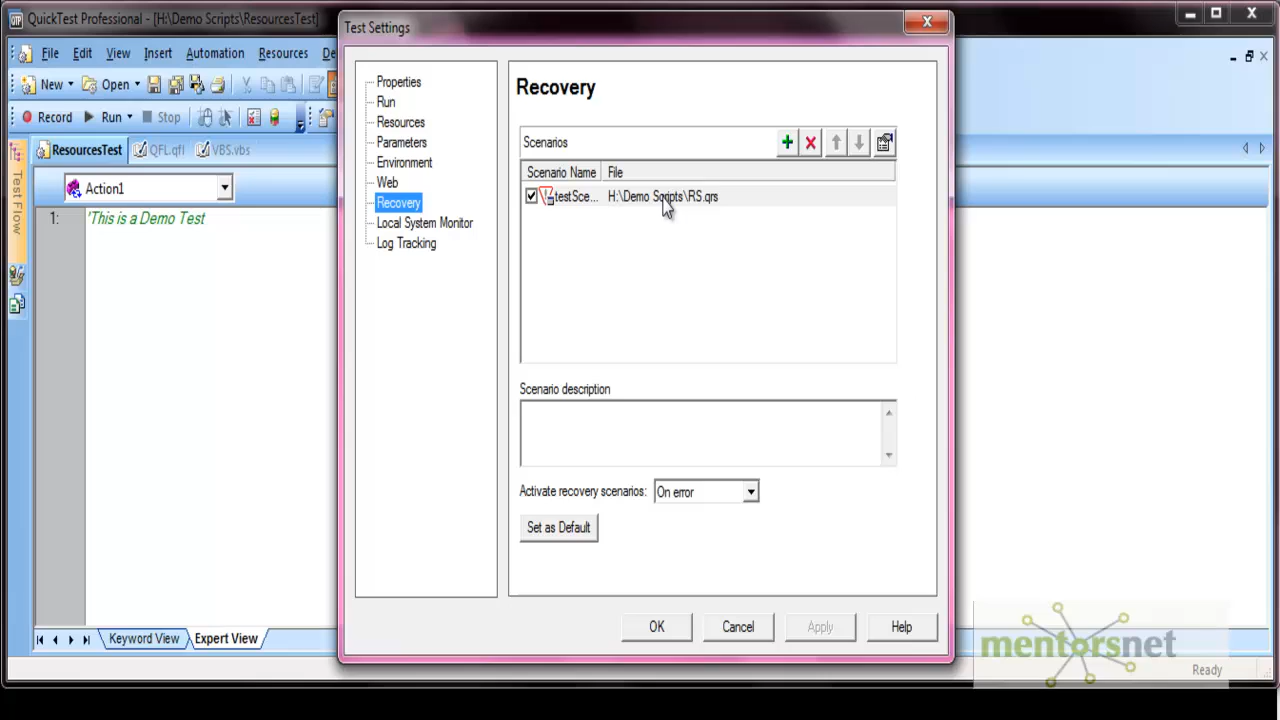 QuickTest Professional - [H:\Demo Scripts\ResourcesTest]
File Edit View Insert Automation Resources
New Open
Record Run Stop
ResourcesTest QFL.qfl VBS.vbs
Test Flow
Action1
1: 'This is a Demo Test
Keyword View Expert View
Test Settings
Properties
Run
Resources
Parameters
Environment
Web
Recovery
Local System Monitor
Log Tracking
Recovery
Scenarios
Scenario Name File
testSce... H:\Demo Scripts\RS.qrs
Scenario description
Activate recovery scenarios: On error
Set as Default
OK Cancel Apply Help
mentorsnet
Ready